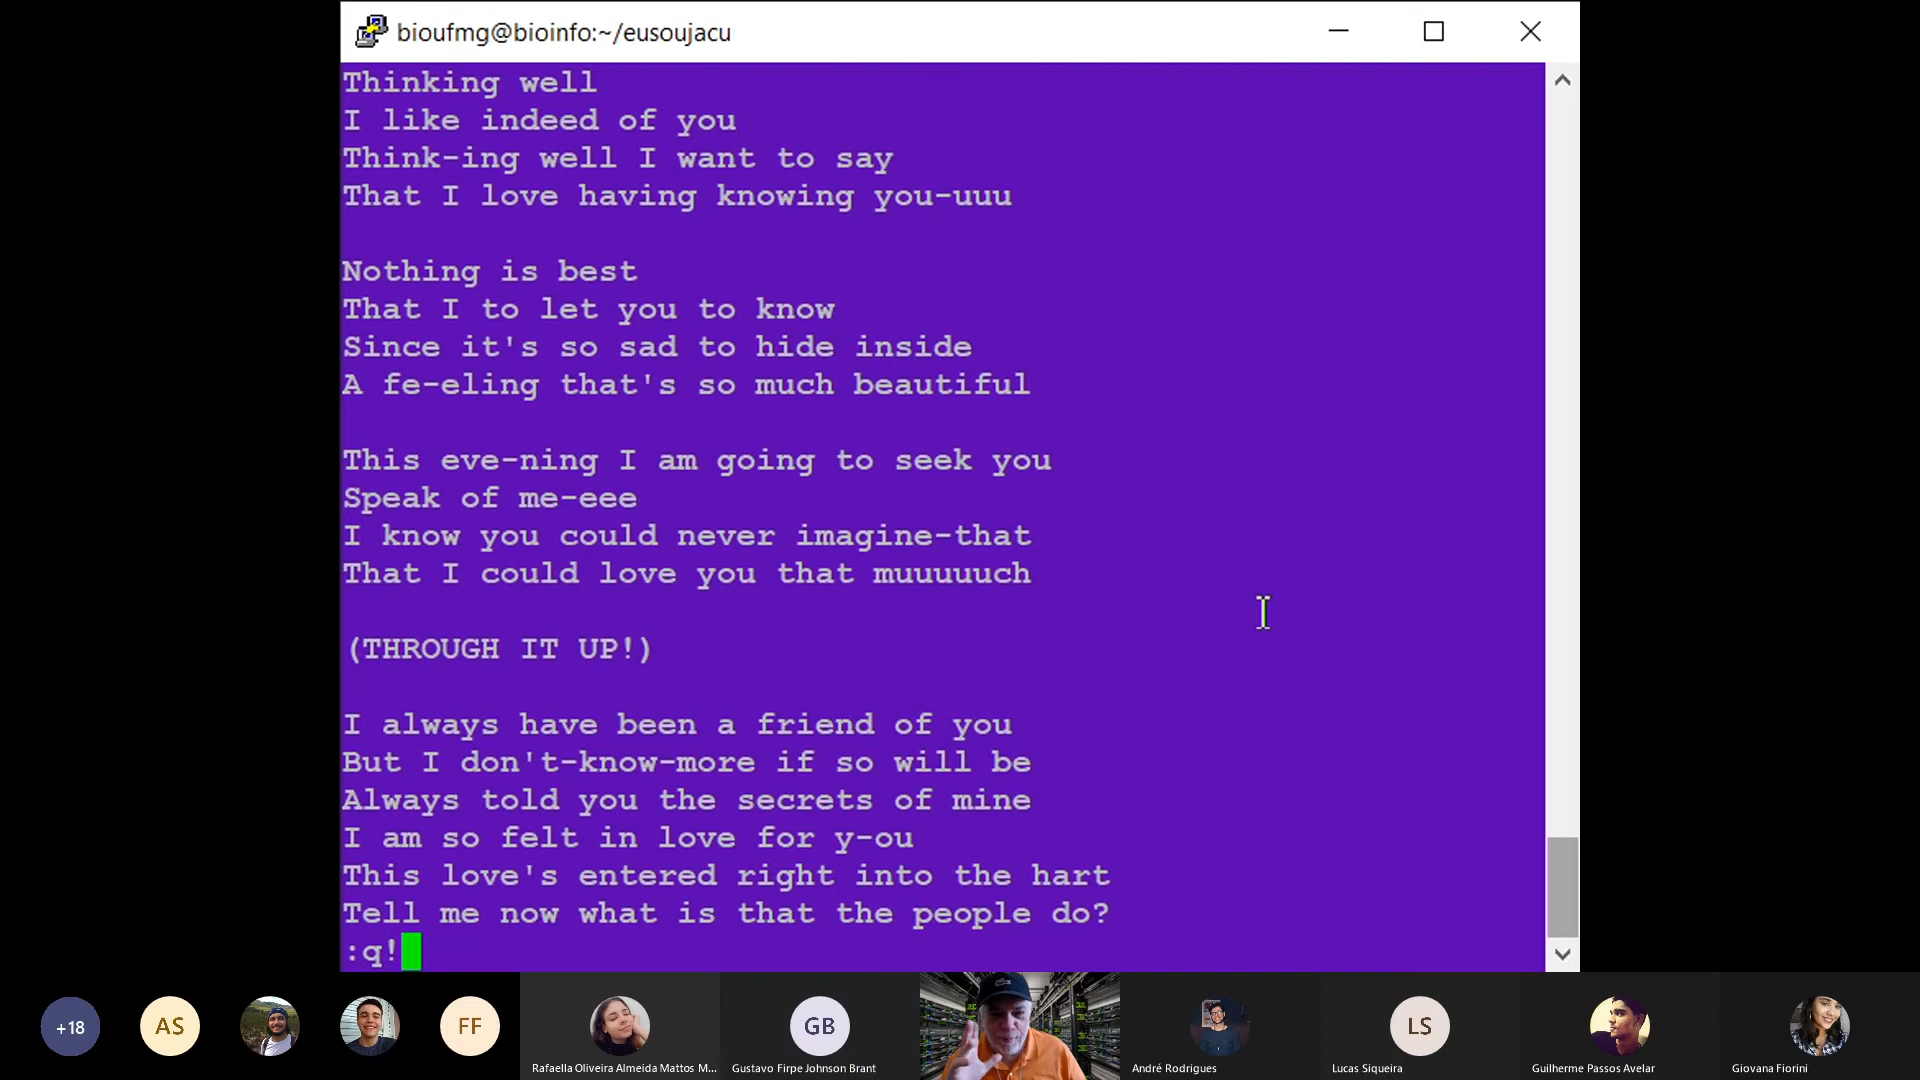 bioufmg@bioinfo:~/eusoujacu
Thinking well
I like indeed of you
Think-ing well I want to say
That I love having knowing you-uuu
Nothing is best
That I to let you to know
Since it's so sad to hide inside
A fe-eling that's so much beautiful
This eve-ning I am going to seek you
Speak of me-eee
I know you could never imagine-that
That I could love you that muuuuuch
(THROUGH IT UP!)
I always have been a friend of you
But I don't-know-more if so will be
Always told you the secrets of mine
I am so felt in love for y-ou
This love's entered right into the hart
Tell me now what is that the people do?
:q!
+18
AS
FF
Rafaella Oliveira Almeida Mattos M...
GB
Gustavo Firpe Johnson Brant
André Rodrigues
LS
Lucas Siqueira
Guilherme Passos Avelar
Giovana Fiorini